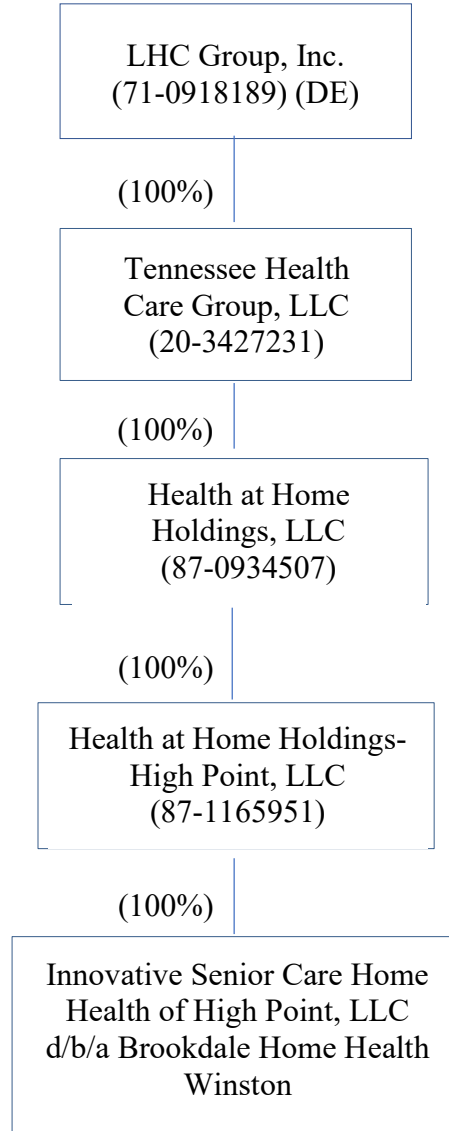 LHC Group, Inc.
(71-0918189) (DE)
(100%)
Tennessee Health
Care Group, LLC
(20-3427231)
(100%)
Health at Home
Holdings, LLC
(87-0934507)
(100%)
Health at Home Holdings-
High Point, LLC
(87-1165951)
(100%)
Innovative Senior Care Home
Health of High Point, LLC
d/b/a Brookdale Home Health
Winston